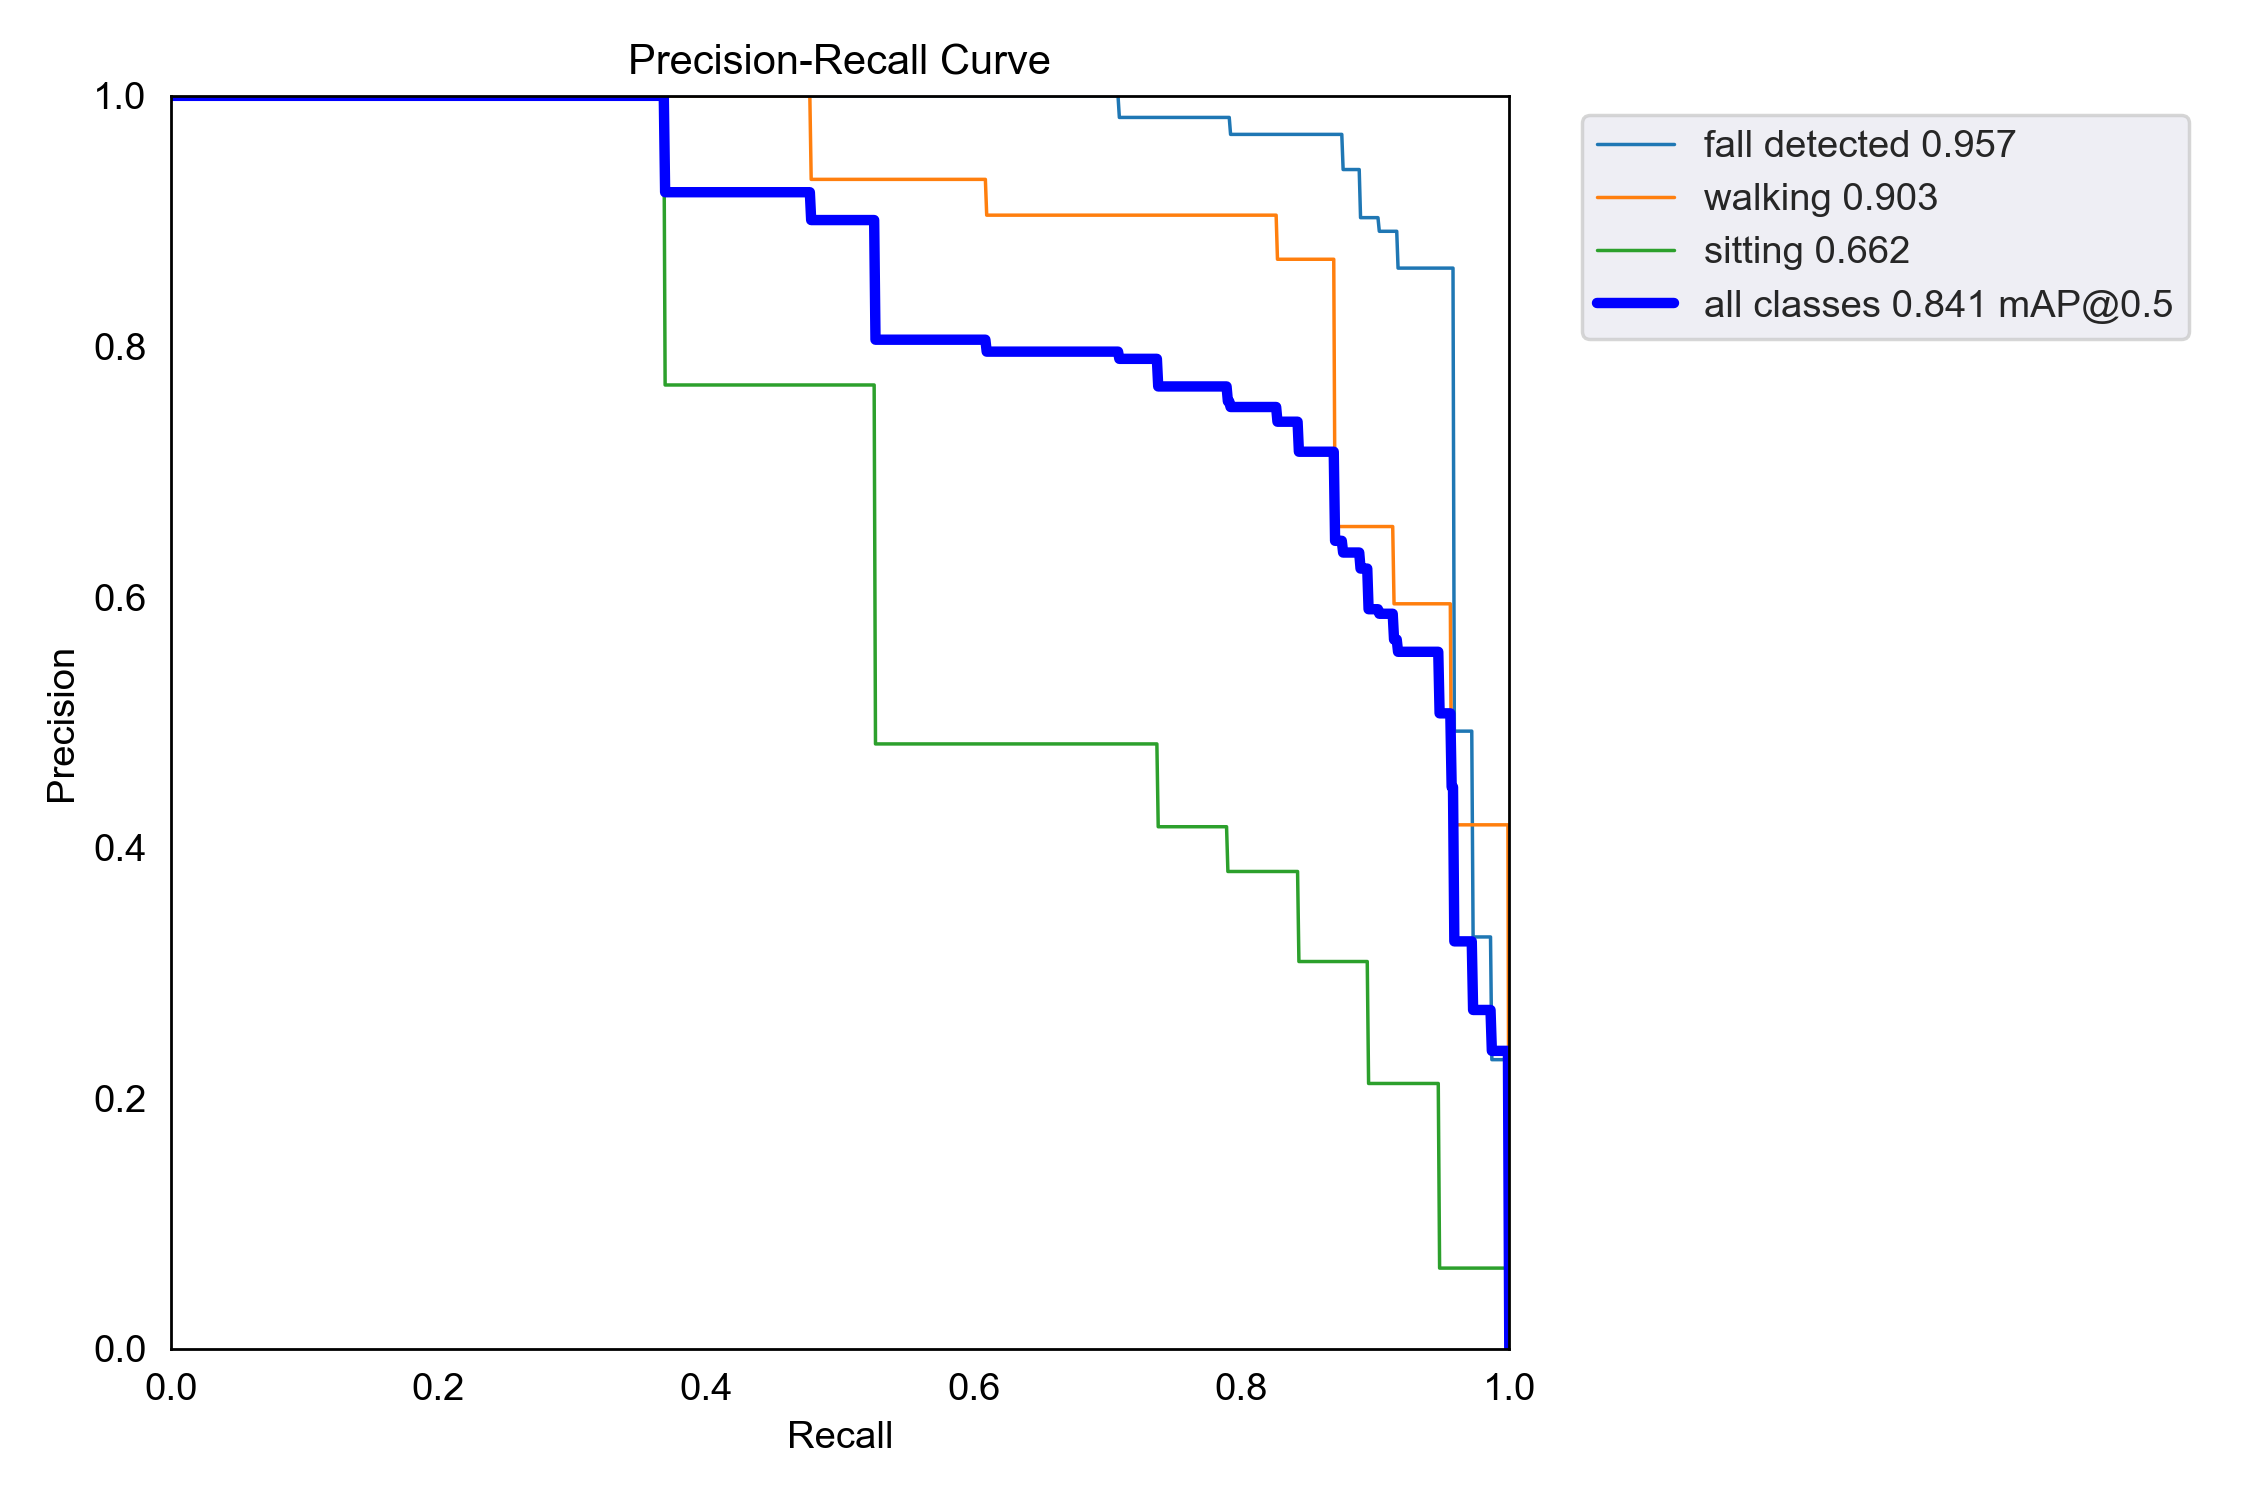 Precision-Recall Curve
1.0
0.8
0.6
0.4
0.2
0.0
Precision
0.0 0.2 0.4 0.6 0.8 1.0
Recall
fall detected 0.957
walking 0.903
sitting 0.662
all classes 0.841 mAP@0.5